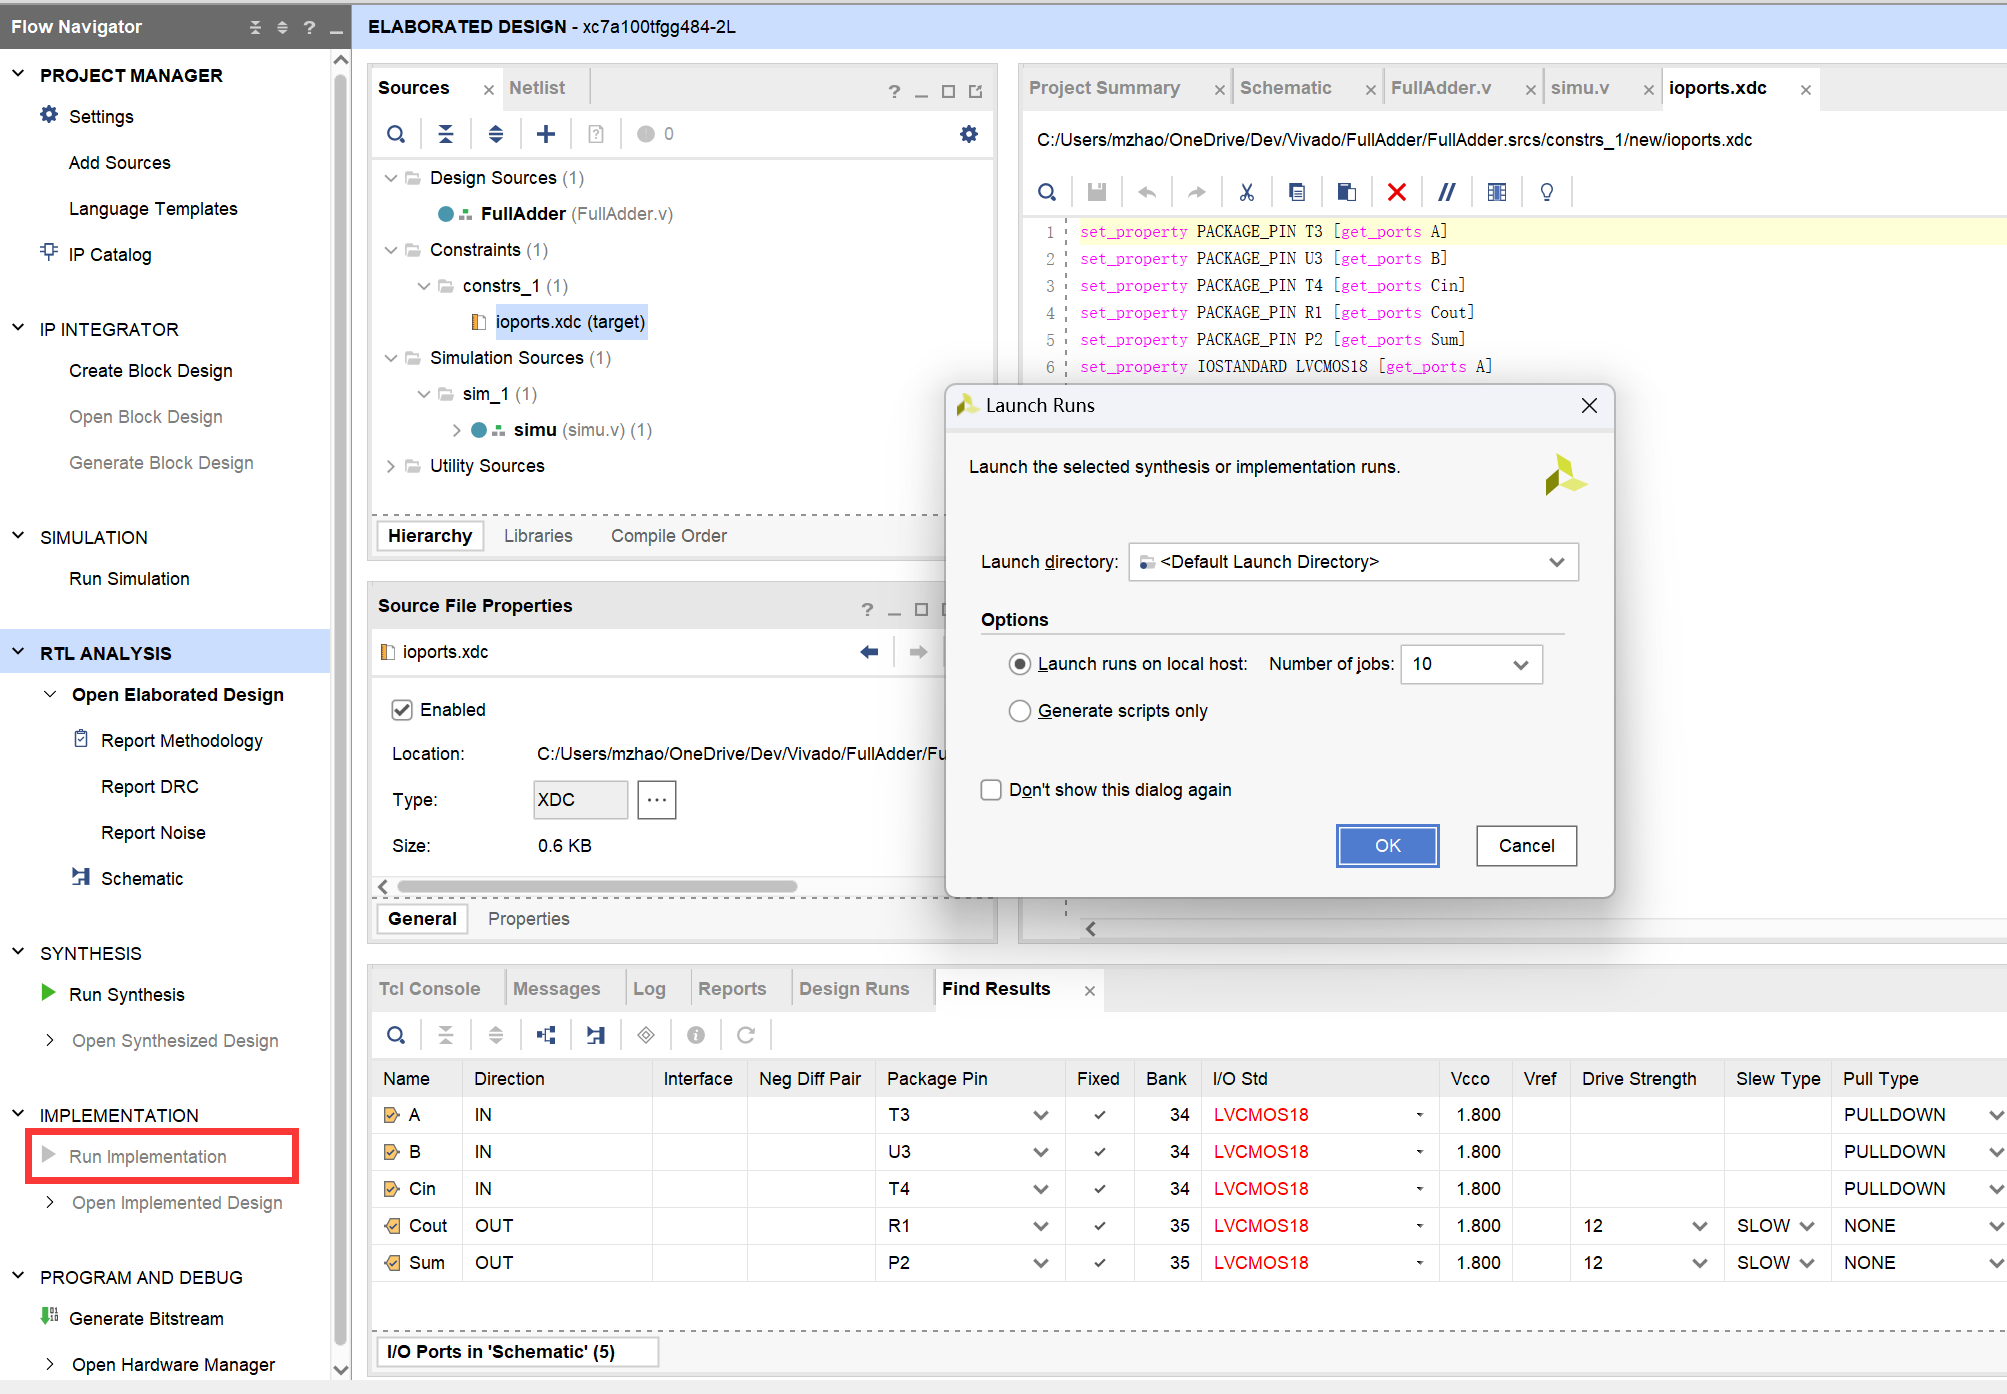 Flow Navigator
PROJECT MANAGER
Settings
Add Sources
Language Templates
IP Catalog
IP INTEGRATOR
Create Block Design
Open Block Design
Generate Block Design
SIMULATION
Run Simulation
RTL ANALYSIS
Open Elaborated Design
Report Methodology
Report DRC
Report Noise
Schematic
SYNTHESIS
Run Synthesis
Open Synthesized Design
IMPLEMENTATION
Run Implementation
Open Implemented Design
PROGRAM AND DEBUG
Generate Bitstream
Open Hardware Manager
ELABORATED DESIGN - xc7a100tfgg484-2L
Sources Netlist
0
Design Sources (1)
FullAdder (FullAdder.v)
Constraints (1)
constrs_1 (1)
ioports.xdc (target)
Simulation Sources (1)
sim_1 (1)
simu (simu.v) (1)
Utility Sources
Hierarchy Libraries Compile Order
Source File Properties
ioports.xdc
Enabled
Location: C:/Users/mzhao/OneDrive/Dev/Vivado/FullAdder/Fu
Type: XDC ...
Size: 0.6 KB
General Properties
Project Summary Schematic FullAdder.v simu.v ioports.xdc
C:/Users/mzhao/OneDrive/Dev/Vivado/FullAdder/FullAdder.srcs/constrs_1/new/ioports.xdc
1 set_property PACKAGE_PIN T3 [get_ports A]
2 set_property PACKAGE_PIN U3 [get_ports B]
3 set_property PACKAGE_PIN T4 [get_ports Cin]
4 set_property PACKAGE_PIN R1 [get_ports Cout]
5 set_property PACKAGE_PIN P2 [get_ports Sum]
6 set_property IOSTANDARD LVCMOS18 [get_ports A]
Launch Runs
Launch the selected synthesis or implementation runs.
Launch directory: <Default Launch Directory>
Options
Launch runs on local host: Number of jobs: 10
Generate scripts only
Don't show this dialog again
OK Cancel
Tcl Console Messages Log Reports Design Runs Find Results
Name Direction Interface Neg Diff Pair Package Pin Fixed Bank I/O Std Vcco Vref Drive Strength Slew Type Pull Type
A IN T3 34 LVCMOS18 1.800 PULLDOWN
B IN U3 34 LVCMOS18 1.800 PULLDOWN
Cin IN T4 34 LVCMOS18 1.800 PULLDOWN
Cout OUT R1 35 LVCMOS18 1.800 12 SLOW NONE
Sum OUT P2 35 LVCMOS18 1.800 12 SLOW NONE
I/O Ports in 'Schematic' (5)